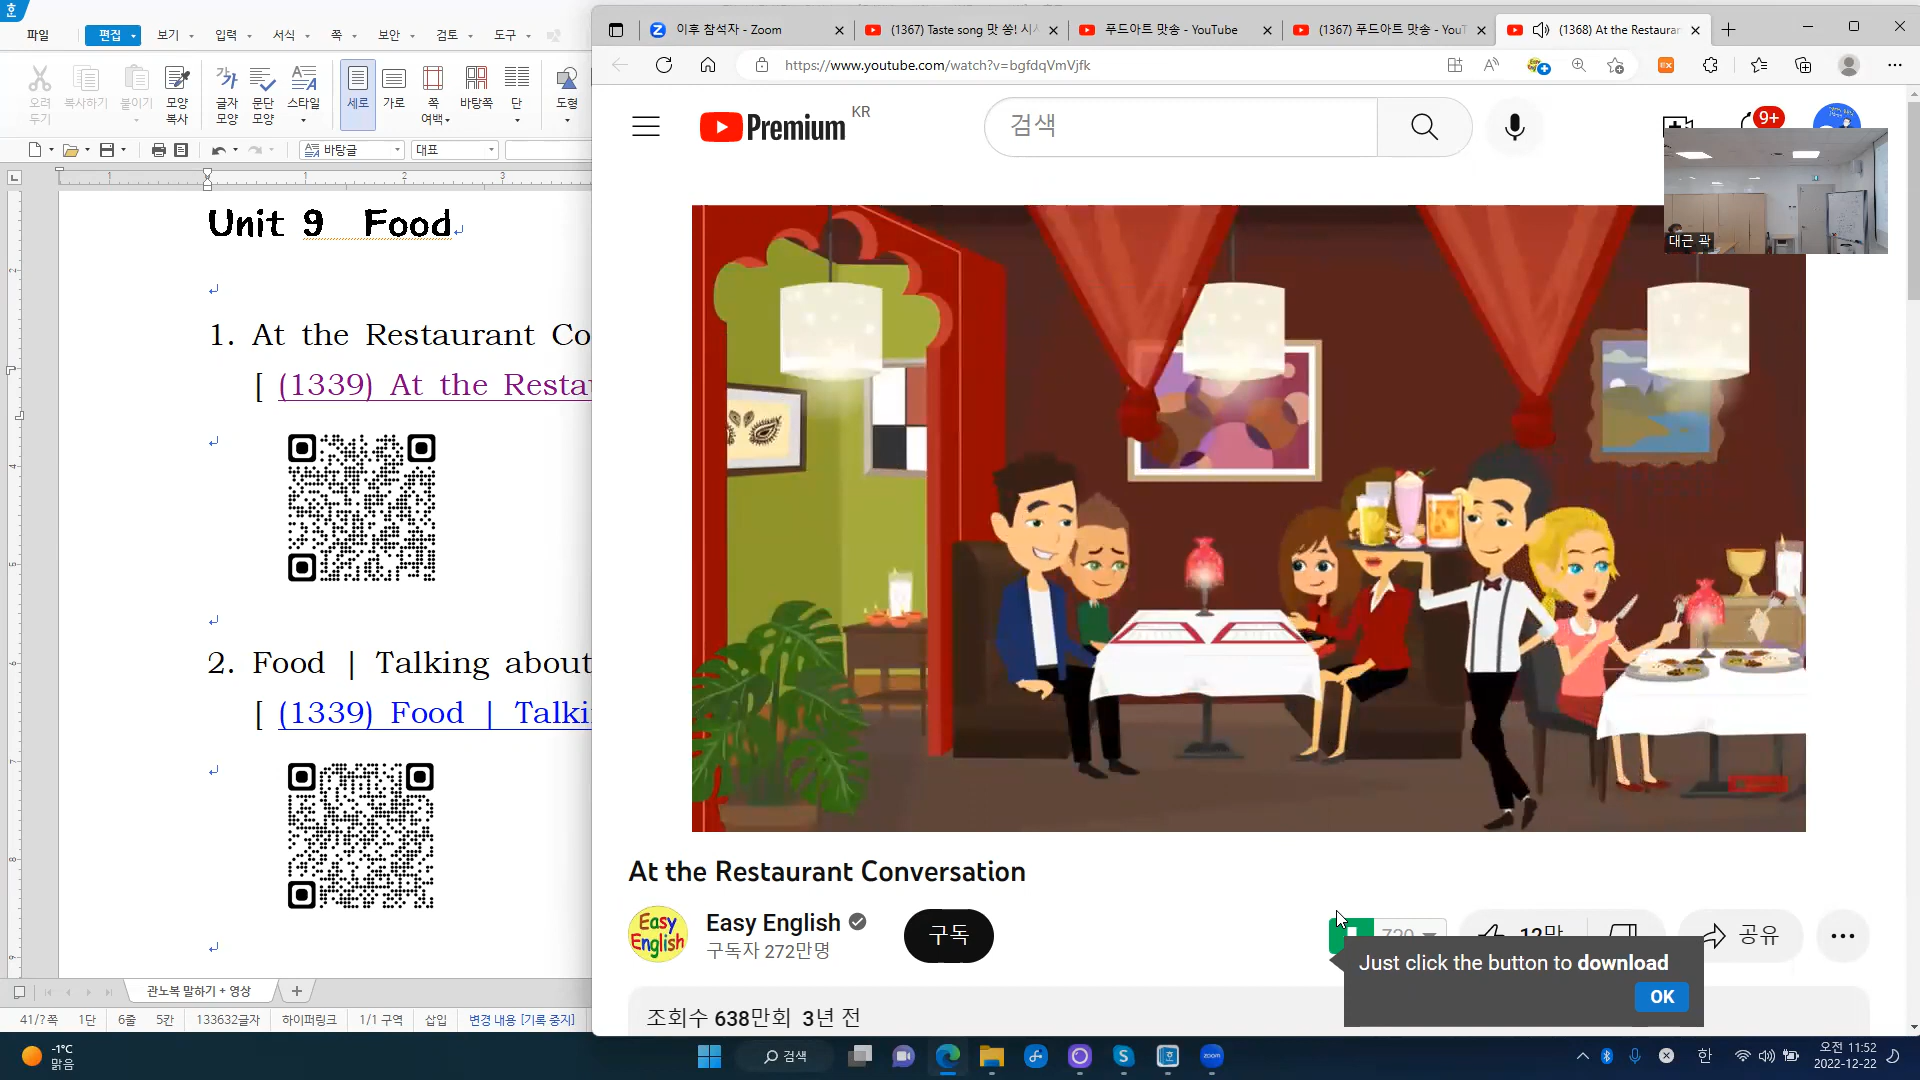 파일 편집 보기 입력 서식 쪽 보안 검토 도구
오려 두기 복사하기 붙이기 모양 복사 글자 모양 문단 모양 스타일 세로 가로 쪽 여백 바탕쪽 단 도형
바탕글 대표
Unit 9 Food
1. At the Restaurant Co
[ (1339) At the Resta
2. Food | Talking about
[ (1339) Food | Talki
관노복 말하기 + 영상
41/?쪽 1단 6줄 5칸 133632글자 하이퍼링크 1/1 구역 삽입 변경 내용 [기록 중지]
이후 참석자 - Zoom
(1367) Taste song 맛 쏭! 시
푸드아트 맛송 - YouTube
(1367) 푸드아트 맛송 - YouT
(1368) At the Restauran
https://www.youtube.com/watch?v=bgfdqVmVjfk
Premium KR
검색
9+
대근 곽
At the Restaurant Conversation
Easy English
Easy English
구독자 272만명
구독
720
12만
공유
Just click the button to download
OK
조회수 638만회 3년 전
-1°C
맑음
검색
zoom
한
오전 11:52
2022-12-22